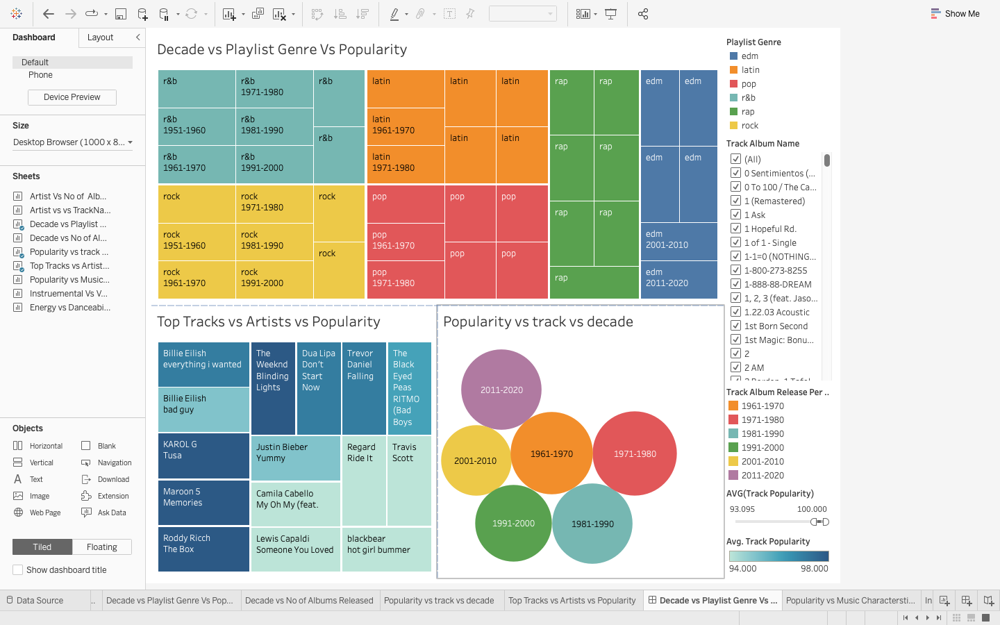 Show Me
Dashboard
Layout
Default
Phone
Device Preview
Size
Desktop Browser (1000 x 8...
Sheets
Artist Vs No of Alb...
Artist vs vs TrackNa...
Decade vs Playlist ...
Decade vs No of Al...
Popularity vs track ...
Top Tracks vs Artist...
Popularity vs Music...
Instruemental Vs V...
Energy vs Danceabi...
Objects
Horizontal
Blank
Vertical
Navigation
Text
Download
Image
Extension
Web Page
Ask Data
Tiled
Floating
Show dashboard title
Decade vs Playlist Genre Vs Popularity
r&b
r&b
1971-1980
r&b
r&b
1951-1960
r&b
1981-1990
r&b
r&b
1961-1970
r&b
1991-2000
latin
latin
latin
latin
1961-1970
latin
latin
latin
1971-1980
rock
rock
1971-1980
rock
rock
1951-1960
rock
1981-1990
rock
rock
1961-1970
rock
1991-2000
pop
pop
pop
pop
1961-1970
pop
pop
pop
1971-1980
rap
rap
rap
rap
rap
rap
rap
edm
edm
edm
edm
edm
2001-2010
edm
2011-2020
Top Tracks vs Artists vs Popularity
Billie Eilish
everything i wanted
Billie Eilish
bad guy
KAROL G
Tusa
Maroon 5
Memories
Roddy Ricch
The Box
The
Weeknd
Blinding
Lights
Dua Lipa
Don't
Start
Now
Trevor
Daniel
Falling
The
Black
Eyed
Peas
RITMO
(Bad
Boys
Justin Bieber
Yummy
Camila Cabello
My Oh My (feat.
Lewis Capaldi
Someone You Loved
Regard
Ride It
Travis
Scott
blackbear
hot girl bummer
Popularity vs track vs decade
2011-2020
2001-2010
1961-1970
1971-1980
1991-2000
1981-1990
Playlist Genre
edm
latin
pop
r&b
rap
rock
Track Album Name
(All)
0 Sentimientos (...
0 To 100 / The Ca...
1 (Remastered)
1 Ask
1 Hopeful Rd.
1 of 1 - Single
1-1=0 (NOTHING...
1-800-273-8255
1-888-88-DREAM
1, 2, 3 (feat. Jaso...
1.22.03 Acoustic
1st Born Second
1st Magic: Bonu...
2
2 AM
Track Album Release Per ..
1961-1970
1971-1980
1981-1990
1991-2000
2001-2010
2011-2020
AVG(Track Popularity)
93.095
100.000
Avg. Track Popularity
94.000
98.000
Data Source
..
Decade vs Playlist Genre Vs Pop...
Decade vs No of Albums Released
Popularity vs track vs decade
Top Tracks vs Artists vs Popularity
Decade vs Playlist Genre Vs ...
Popularity vs Music Charactersti...
In